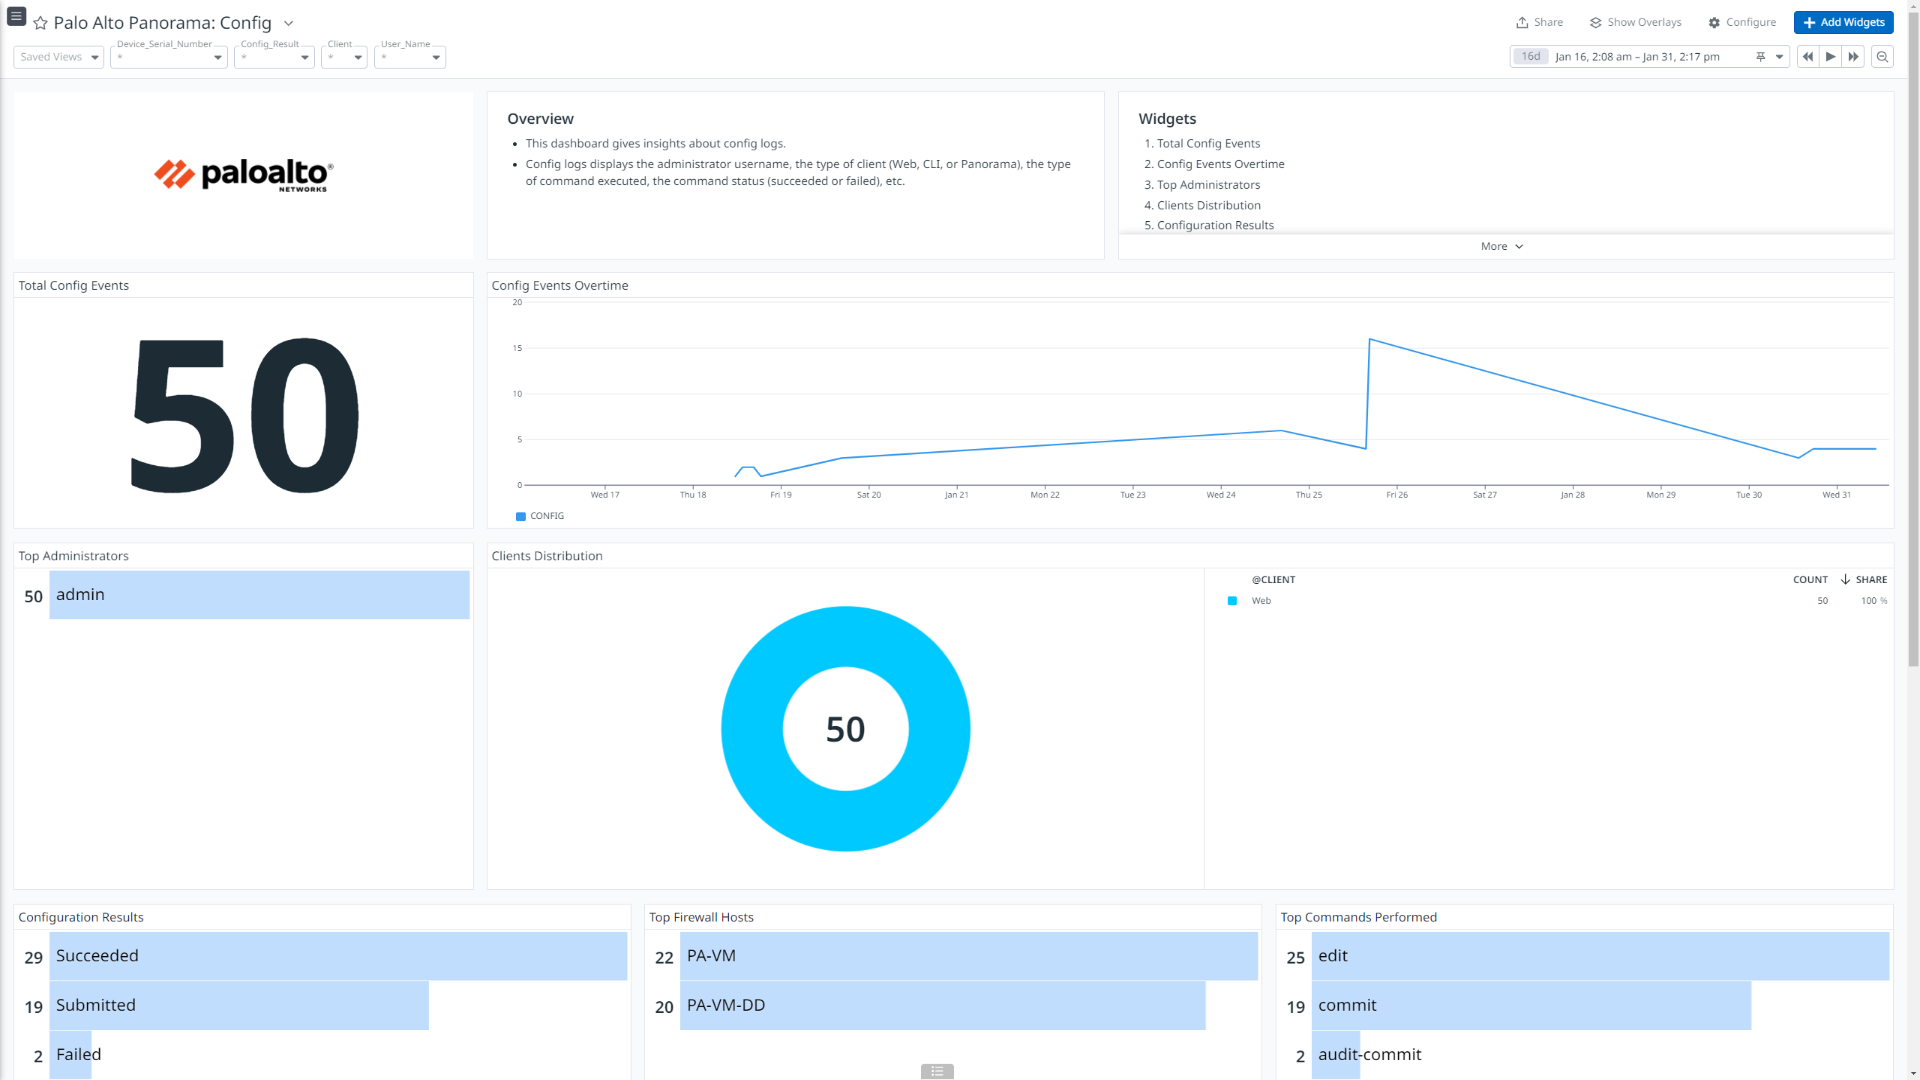 Palo Alto Panorama: Config
Share
Show Overlays
Configure
Add Widgets
Saved Views
Device_Serial_Number
*
Config_Result
*
Client
*
User_Name
*
16d
Jan 16, 2:08 am – Jan 31, 2:17 pm
paloalto®
NETWORKS
Overview
• This dashboard gives insights about config logs.
• Config logs displays the administrator username, the type of client (Web, CLI, or Panorama), the type
of command executed, the command status (succeeded or failed), etc.
Widgets
1. Total Config Events
2. Config Events Overtime
3. Top Administrators
4. Clients Distribution
5. Configuration Results
More
Total Config Events
50
Config Events Overtime
20
15
10
5
0
Wed 17 Thu 18 Fri 19 Sat 20 Jan 21 Mon 22 Tue 23 Wed 24 Thu 25 Fri 26 Sat 27 Jan 28 Mon 29 Tue 30 Wed 31
CONFIG
Top Administrators
50 admin
Clients Distribution
50
@CLIENT COUNT SHARE
Web 50 100 %
Configuration Results
29 Succeeded
19 Submitted
2 Failed
Top Firewall Hosts
22 PA-VM
20 PA-VM-DD
Top Commands Performed
25 edit
19 commit
2 audit-commit